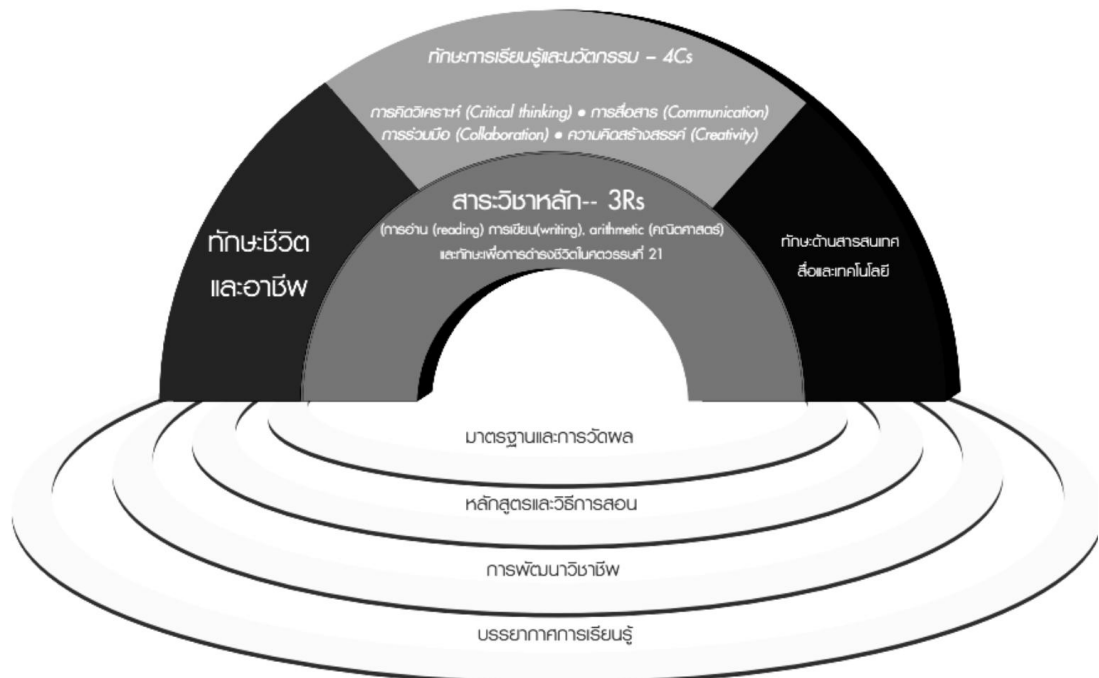 ทักษะการเรียนรู้และนวัตกรรม – 4Cs
การคิดวิเคราะห์ (Critical thinking) ● การสื่อสาร (Communication)
การร่วมมือ (Collaboration) ● ความคิดสร้างสรรค์ (Creativity)
สาระวิชาหลัก-- 3Rs
(การอ่าน (reading) การเขียน(writing), arithmetic (คณิตศาสตร์)
และทักษะเพื่อการดำรงชีวิตในศตวรรษที่ 21
ทักษะชีวิต
และอาชีพ
ทักษะด้านสารสนเทศ
สื่อและเทคโนโลยี
มาตรฐานและการวัดผล
หลักสูตรและวิธีการสอน
การพัฒนาวิชาชีพ
บรรยากาศการเรียนรู้